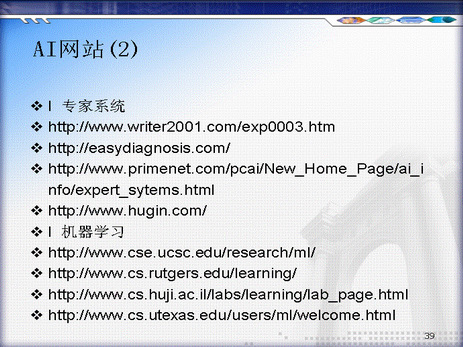 AI网站(2)
❖ l 专家系统
❖ http://www.writer2001.com/exp0003.htm
❖ http://easydiagnosis.com/
❖ http://www.primenet.com/pcai/New_Home_Page/ai_i
nfo/expert_sytems.html
❖ http://www.hugin.com/
❖ l 机器学习
❖ http://www.cse.ucsc.edu/research/ml/
❖ http://www.cs.rutgers.edu/learning/
❖ http://www.cs.huji.ac.il/labs/learning/lab_page.html
❖ http://www.cs.utexas.edu/users/ml/welcome.html
39